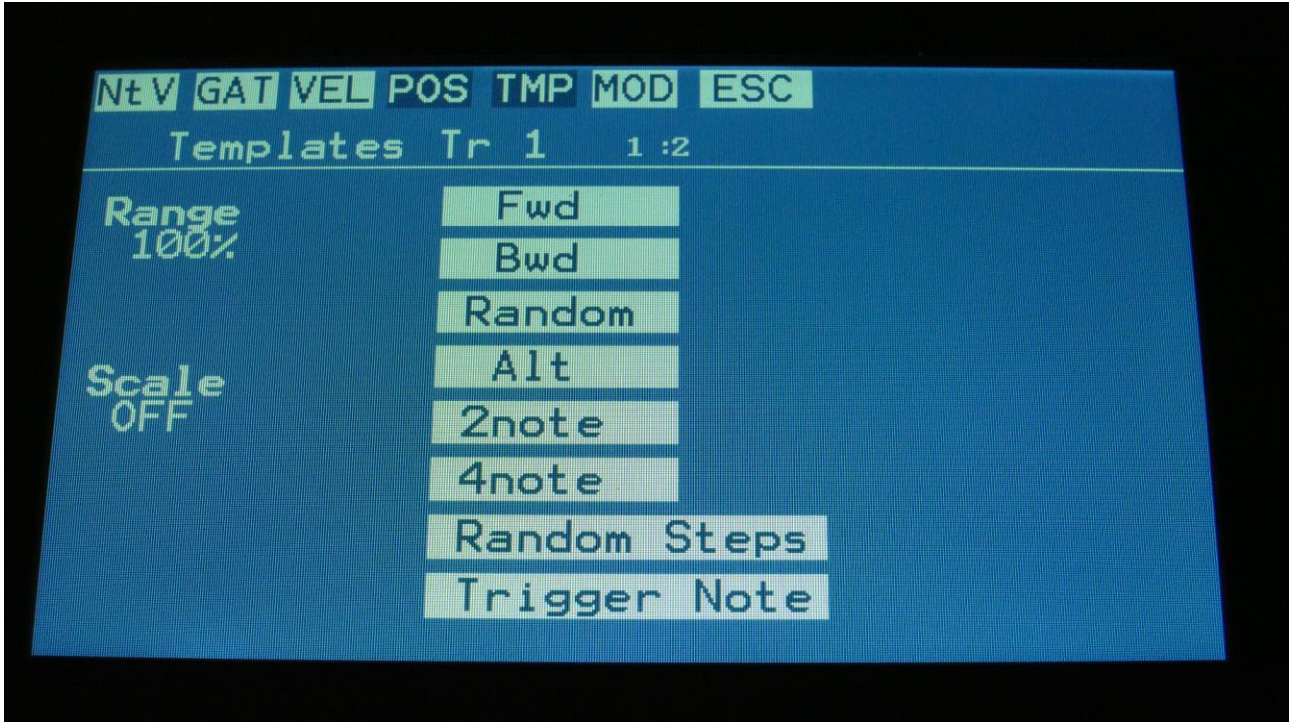 NtV GAT VEL POS TMP MOD ESC
Templates Tr 1 1 :2
Range
100%
Scale
OFF
Fwd
Bwd
Random
Alt
2note
4note
Random Steps
Trigger Note